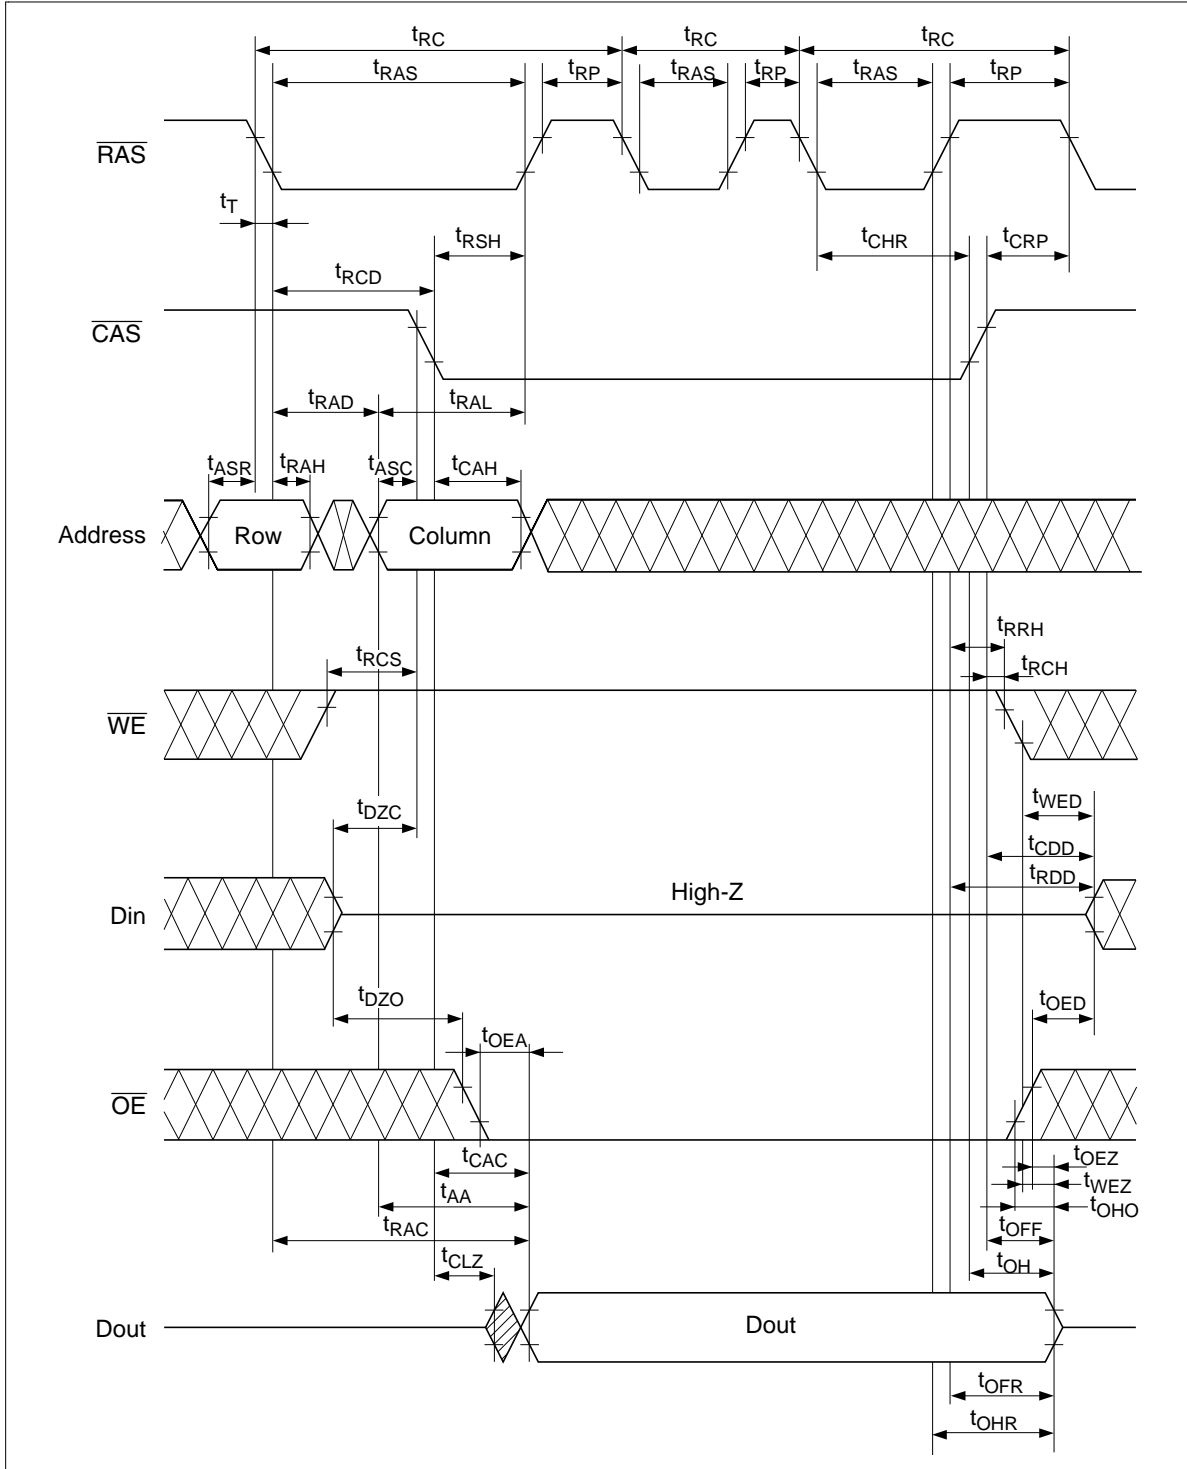 tRC tRC tRC
tRAS tRP tRAS tRP tRAS tRP
RAS
tT
tRSH tCHR tCRP
tRCD
CAS
tRAD tRAL
tASR tRAH tASC tCAH
Address Row Column
tRRH
tRCS tRCH
WE
tWED
tDZC
tCDD
tRDD
High-Z
Din
tDZO tOED
tOEA
OE
tCAC tOEZ
tWEZ
tAA
tOHO
tRAC tOFF
tCLZ tOH
Dout Dout
tOFR
tOHR